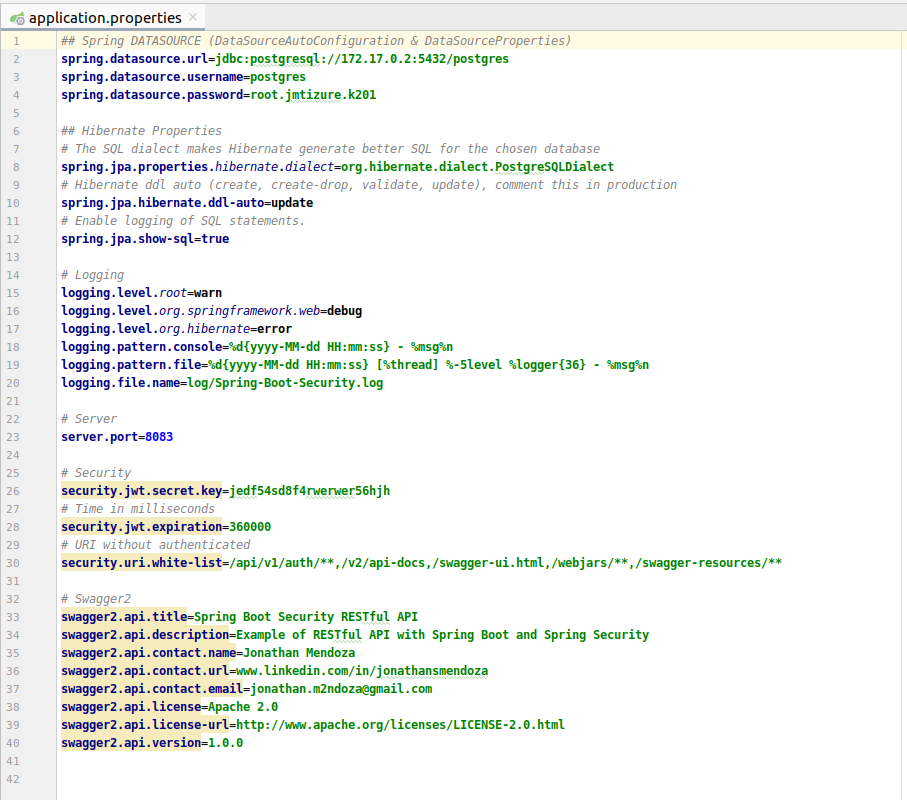 application.properties
1 ## Spring DATASOURCE (DataSourceAutoConfiguration & DataSourceProperties)
2 spring.datasource.url=jdbc:postgresql://172.17.0.2:5432/postgres
3 spring.datasource.username=postgres
4 spring.datasource.password=root.jmtizure.k201
5
6 ## Hibernate Properties
7 # The SQL dialect makes Hibernate generate better SQL for the chosen database
8 spring.jpa.properties.hibernate.dialect=org.hibernate.dialect.PostgreSQLDialect
9 # Hibernate ddl auto (create, create-drop, validate, update), comment this in production
10 spring.jpa.hibernate.ddl-auto=update
11 # Enable logging of SQL statements.
12 spring.jpa.show-sql=true
13
14 # Logging
15 logging.level.root=warn
16 logging.level.org.springframework.web=debug
17 logging.level.org.hibernate=error
18 logging.pattern.console=%d{yyyy-MM-dd HH:mm:ss} - %msg%n
19 logging.pattern.file=%d{yyyy-MM-dd HH:mm:ss} [%thread] %-5level %logger{36} - %msg%n
20 logging.file.name=log/Spring-Boot-Security.log
21
22 # Server
23 server.port=8083
24
25 # Security
26 security.jwt.secret.key=jedf54sd8f4rwerwer56hjh
27 # Time in milliseconds
28 security.jwt.expiration=360000
29 # URI without authenticated
30 security.uri.white-list=/api/v1/auth/**,/v2/api-docs,/swagger-ui.html,/webjars/**,/swagger-resources/**
31
32 # Swagger2
33 swagger2.api.title=Spring Boot Security RESTful API
34 swagger2.api.description=Example of RESTful API with Spring Boot and Spring Security
35 swagger2.api.contact.name=Jonathan Mendoza
36 swagger2.api.contact.url=www.linkedin.com/in/jonathansmendoza
37 swagger2.api.contact.email=jonathan.m2ndoza@gmail.com
38 swagger2.api.license=Apache 2.0
39 swagger2.api.license-url=http://www.apache.org/licenses/LICENSE-2.0.html
40 swagger2.api.version=1.0.0
41
42